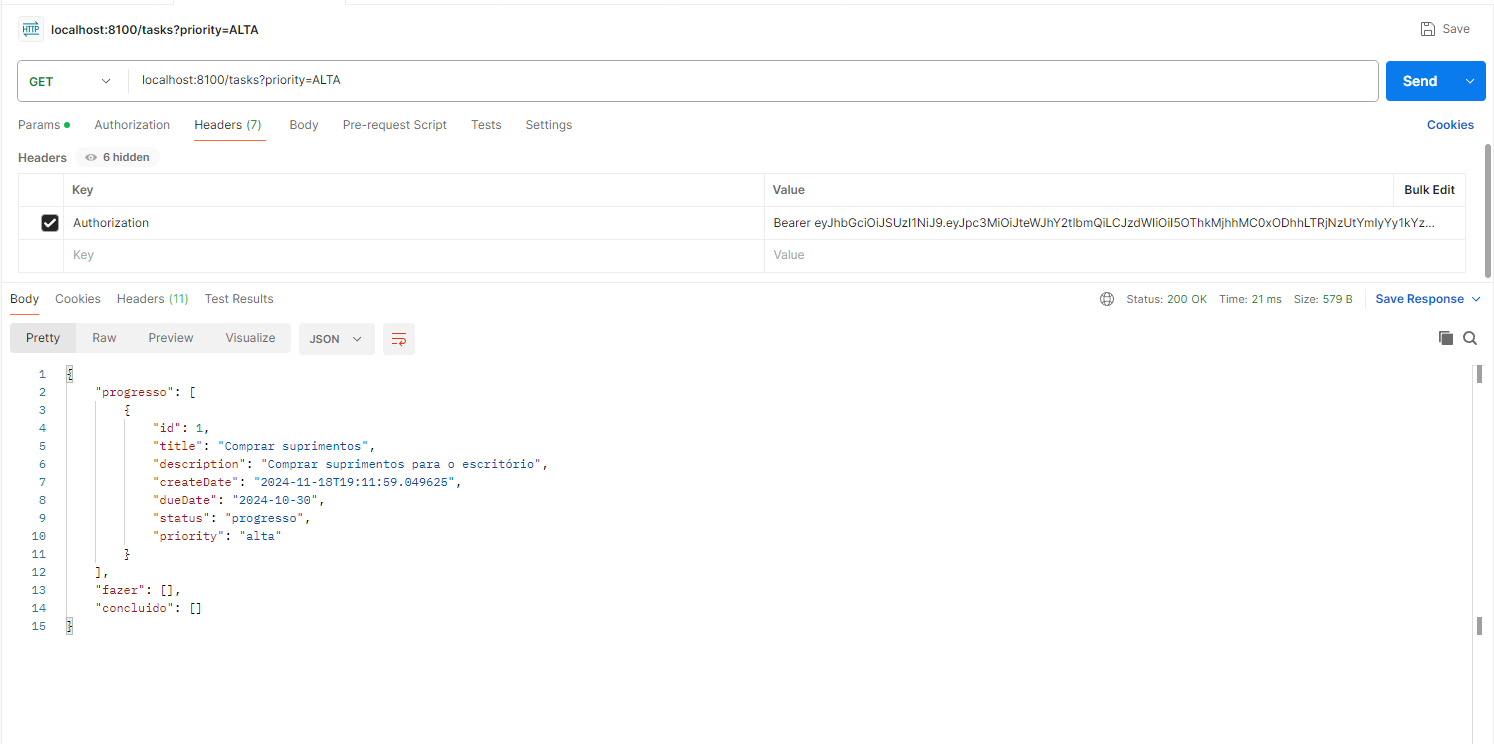 HTTP localhost:8100/tasks?priority=ALTA Save
GET localhost:8100/tasks?priority=ALTA Send
Params Authorization Headers (7) Body Pre-request Script Tests Settings Cookies
Headers 6 hidden
Key Value Bulk Edit
Authorization Bearer eyJhbGciOiJSUzI1NiJ9.eyJpc3MiOiJteWJhY2tlbmQiLCJzdWIiOiI5OThkMjhhMC0xODhhLTRjNzUtYmIyYy1kYz...
Key Value
Body Cookies Headers (11) Test Results Status: 200 OK Time: 21 ms Size: 579 B Save Response
Pretty Raw Preview Visualize JSON
1 {
2 "progresso": [
3 {
4 "id": 1,
5 "title": "Comprar suprimentos",
6 "description": "Comprar suprimentos para o escritório",
7 "createDate": "2024-11-18T19:11:59.049625",
8 "dueDate": "2024-10-30",
9 "status": "progresso",
10 "priority": "alta"
11 }
12 ],
13 "fazer": [],
14 "concluido": []
15 }